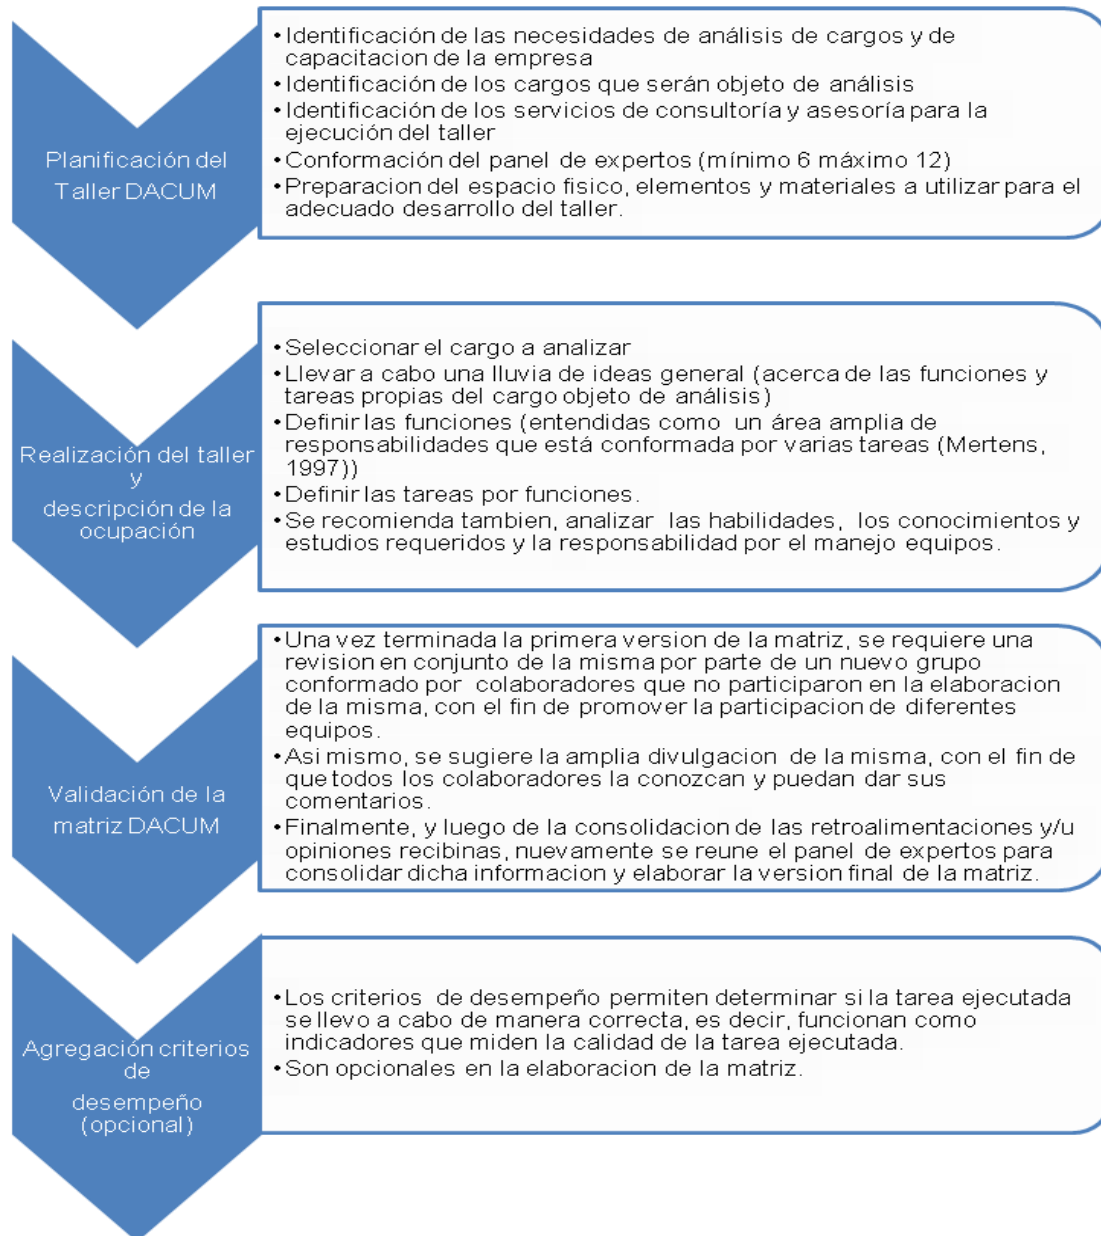 Planificación del
Taller DACUM
•Identificación de las necesidades de análisis de cargos y de
capacitacion de la empresa
•Identificación de los cargos que serán objeto de análisis
•Identificación de los servicios de consultoría y asesoría para la
ejecución del taller
•Conformación del panel de expertos (mínimo 6 máximo 12)
•Preparacion del espacio fisico, elementos y materiales a utilizar para el
adecuado desarrollo del taller.
Realización del taller
y
descripción de la
ocupación
•Seleccionar el cargo a analizar
•Llevar a cabo una lluvia de ideas general (acerca de las funciones y
tareas propias del cargo objeto de análisis)
•Definir las funciones (entendidas como un área amplia de
responsabilidades que está conformada por varias tareas (Mertens,
1997))
•Definir las tareas por funciones.
•Se recomienda tambien, analizar las habilidades, los conocimientos y
estudios requeridos y la responsabilidad por el manejo equipos.
Validación de la
matriz DACUM
•Una vez terminada la primera version de la matriz, se requiere una
revision en conjunto de la misma por parte de un nuevo grupo
conformado por colaboradores que no participaron en la elaboracion
de la misma, con el fin de promover la participacion de diferentes
equipos.
•Asi mismo, se sugiere la amplia divulgacion de la misma, con el fin de
que todos los colaboradores la conozcan y puedan dar sus
comentarios.
•Finalmente, y luego de la consolidacion de las retroalimentaciones y/u
opiniones recibinas, nuevamente se reune el panel de expertos para
consolidar dicha informacion y elaborar la version final de la matriz.
Agregación criterios
de
desempeño
(opcional)
•Los criterios de desempeño permiten determinar si la tarea ejecutada
se llevo a cabo de manera correcta, es decir, funcionan como
indicadores que miden la calidad de la tarea ejecutada.
•Son opcionales en la elaboracion de la matriz.